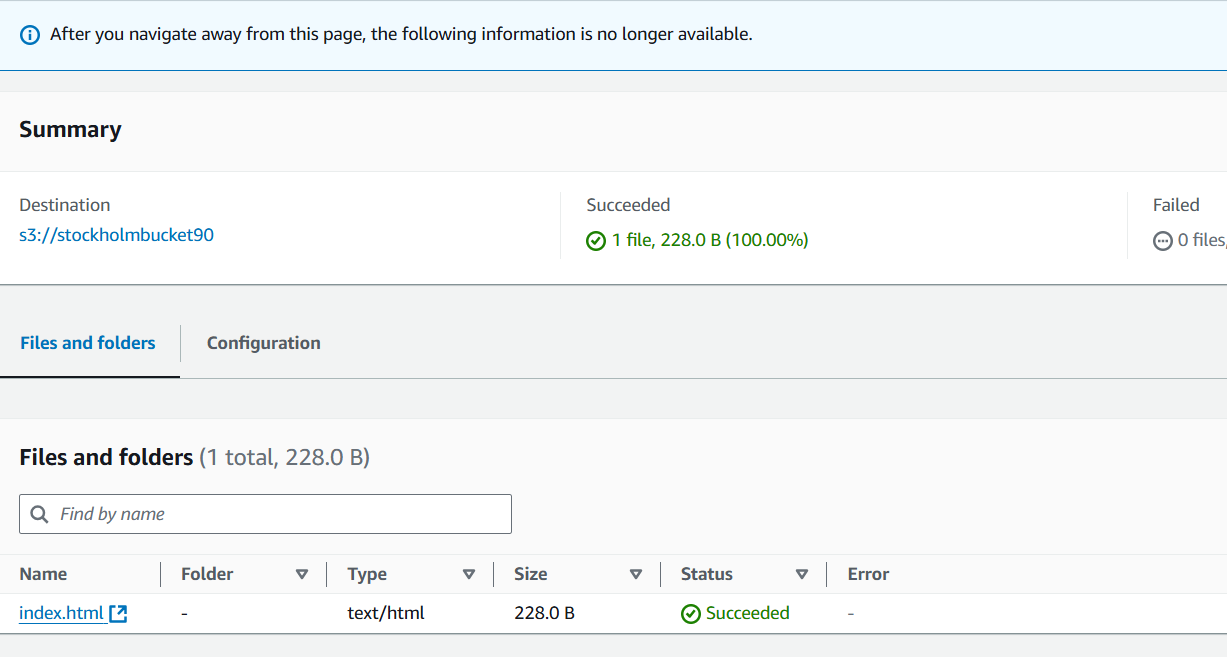 After you navigate away from this page, the following information is no longer available.
Summary
Destination
s3://stockholmbucket90
Succeeded
1 file, 228.0 B (100.00%)
Failed
0 files,
Files and folders
Configuration
Files and folders (1 total, 228.0 B)
Find by name
Name Folder Type Size Status Error
index.html - text/html 228.0 B Succeeded -